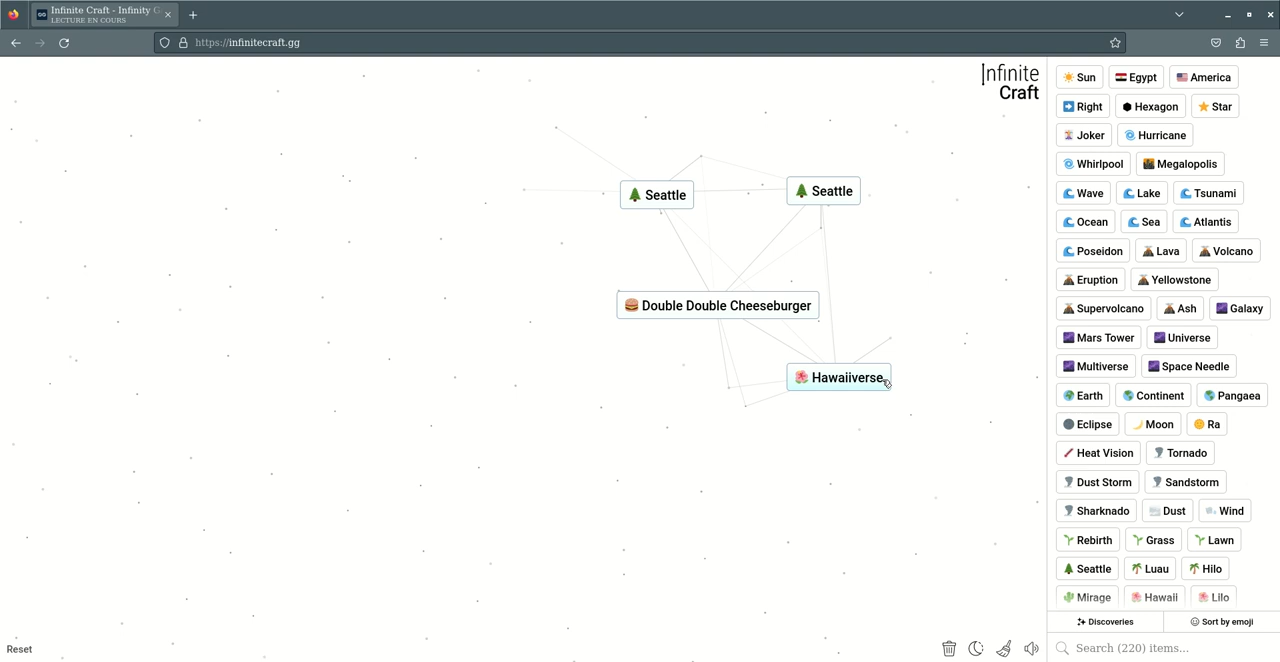 Infinite Craft - Infinity C
LECTURE EN COURS
https://infinitecraft.gg
Infinite
Craft
Seattle
Seattle
Double Double Cheeseburger
Hawaiiverse
Sun Egypt America
Right Hexagon Star
Joker Hurricane
Whirlpool Megalopolis
Wave Lake Tsunami
Ocean Sea Atlantis
Poseidon Lava Volcano
Eruption Yellowstone
Supervolcano Ash Galaxy
Mars Tower Universe
Multiverse Space Needle
Earth Continent Pangaea
Eclipse Moon Ra
Heat Vision Tornado
Dust Storm Sandstorm
Sharknado Dust Wind
Rebirth Grass Lawn
Seattle Luau Hilo
Mirage Hawaii Lilo
Discoveries Sort by emoji
Reset
Search (220) items...